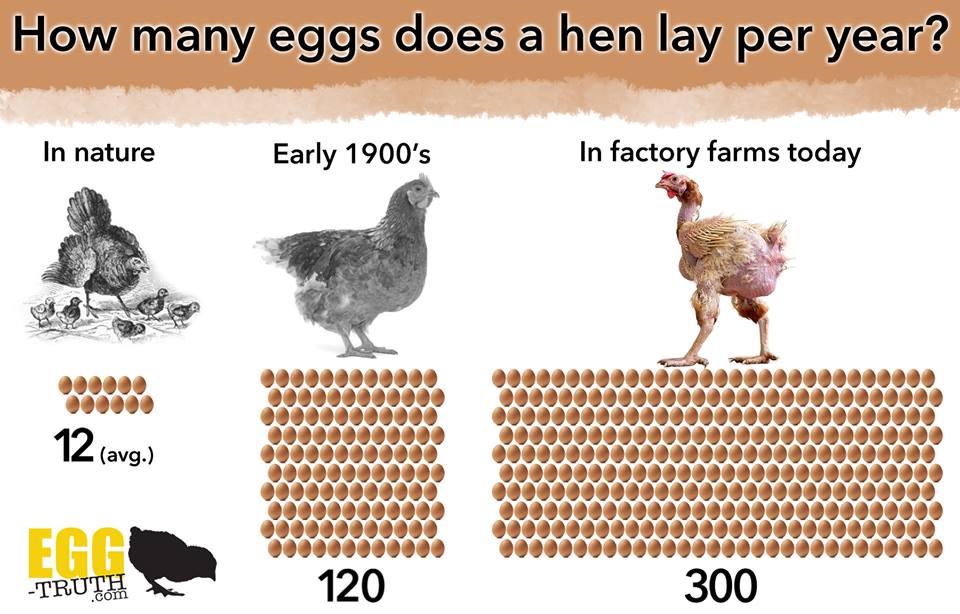 How many eggs does a hen lay per year?
In nature
Early 1900's
In factory farms today
12 (avg.)
120
300
EGG
-TRUTH
.com